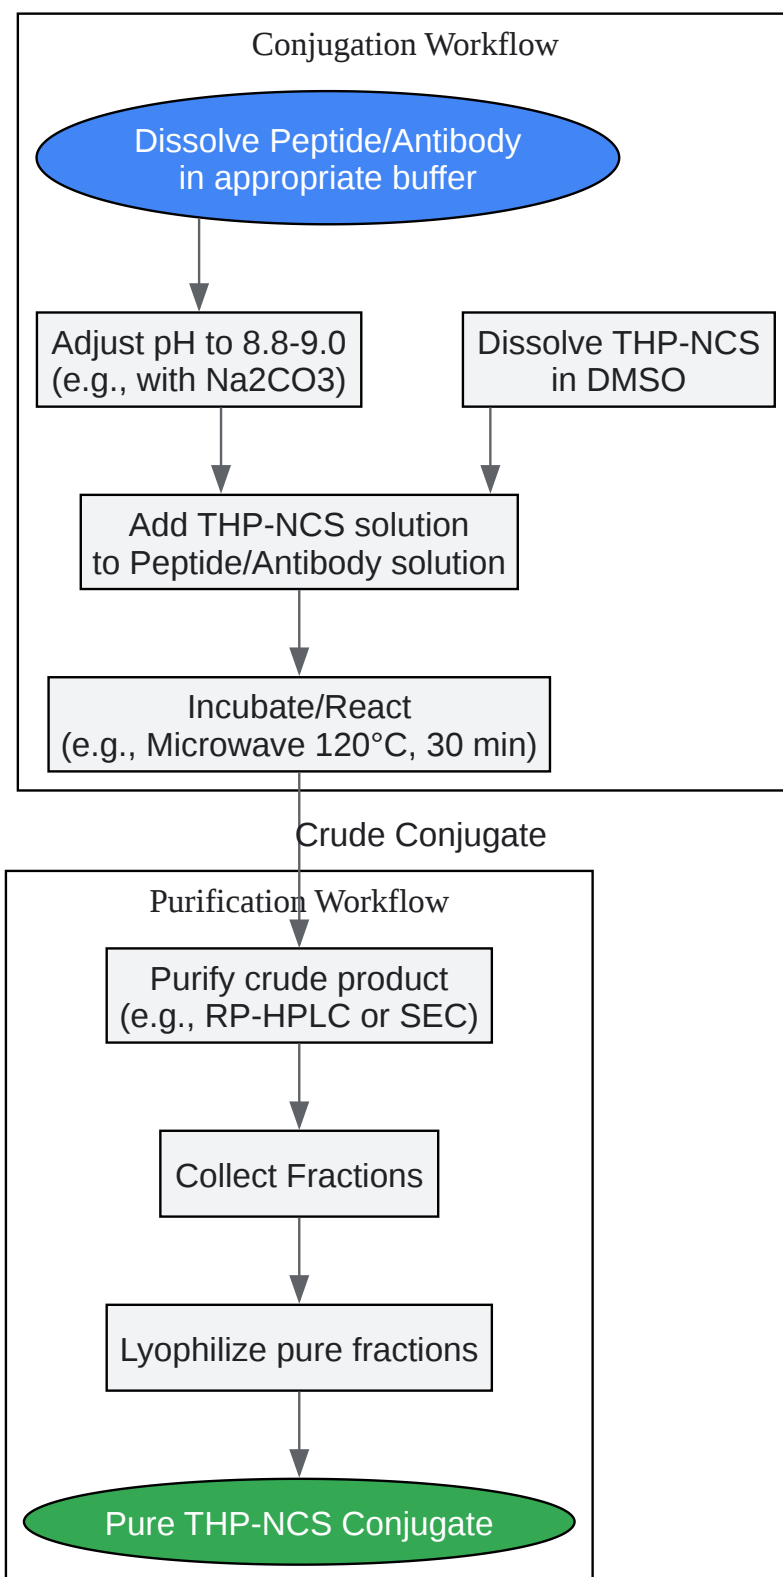 Conjugation Workflow
Dissolve Peptide/Antibody
in appropriate buffer
Adjust pH to 8.8-9.0
(e.g., with Na2CO3)
Dissolve THP-NCS
in DMSO
Add THP-NCS solution
to Peptide/Antibody solution
Incubate/React
(e.g., Microwave 120°C, 30 min)
Crude Conjugate
Purification Workflow
Purify crude product
(e.g., RP-HPLC or SEC)
Collect Fractions
Lyophilize pure fractions
Pure THP-NCS Conjugate